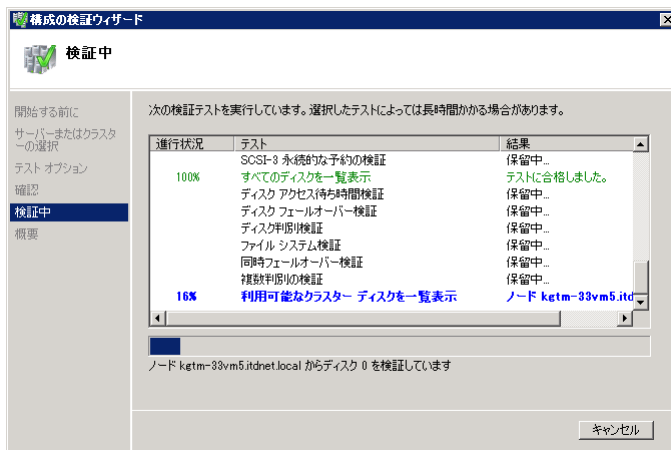 構成の検証ウィザード
検証中
開始する前に
サーバーまたはクラスタ
ーの選択
テスト オプション
確認
検証中
概要
次の検証テストを実行しています。選択したテストによっては長時間かかる場合があります。
進行状況 テスト 結果
SCSI-3 永続的な予約の検証 保留中...
100% すべてのディスクを一覧表示 テストに合格しました。
ディスク アクセス待ち時間検証 保留中...
ディスク フェールオーバー検証 保留中...
ディスク判別検証 保留中...
ファイル システム検証 保留中...
同時フェールオーバー検証 保留中...
複数判別の検証 保留中...
16% 利用可能なクラスター ディスクを一覧表示 ノード kgtm-33vm5.itd
ノード kgtm-33vm5.itdnet.local からディスク 0 を検証しています
キャンセル